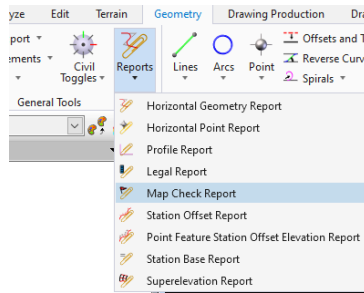 yze Edit Terrain Geometry Drawing Production Dra
port
ements
Civil
Toggles
Reports
Lines
Arcs
Point
Offsets and T
Reverse Curv
Spirals
General Tools
Horizontal Geometry Report
Horizontal Point Report
Profile Report
Legal Report
Map Check Report
Station Offset Report
Point Feature Station Offset Elevation Report
Station Base Report
Superelevation Report